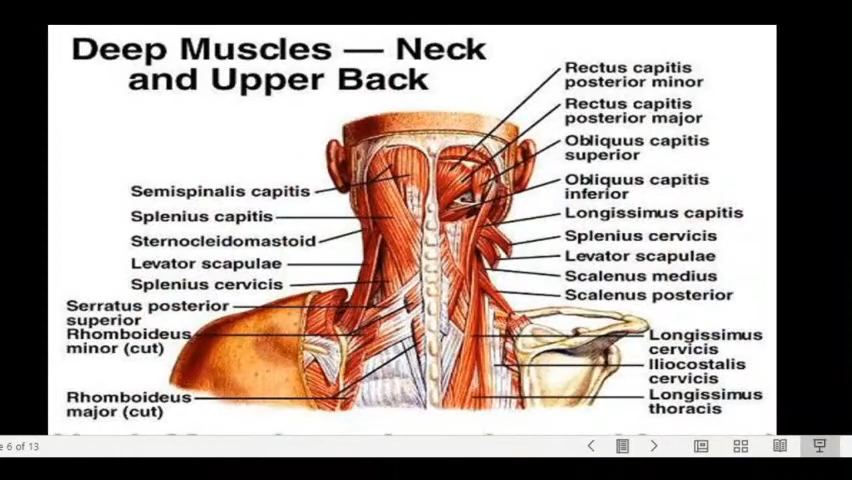 Deep Muscles — Neck
and Upper Back
Semispinalis capitis
Splenius capitis
Sternocleidomastoid
Levator scapulae
Splenius cervicis
Serratus posterior
superior
Rhomboideus
minor (cut)
Rhomboideus
major (cut)
Rectus capitis
posterior minor
Rectus capitis
posterior major
Obliquus capitis
superior
Obliquus capitis
inferior
Longissimus capitis
Splenius cervicis
Levator scapulae
Scalenus medius
Scalenus posterior
Longissimus
cervicis
Iliocostalis
cervicis
Longissimus
thoracis
6 of 13